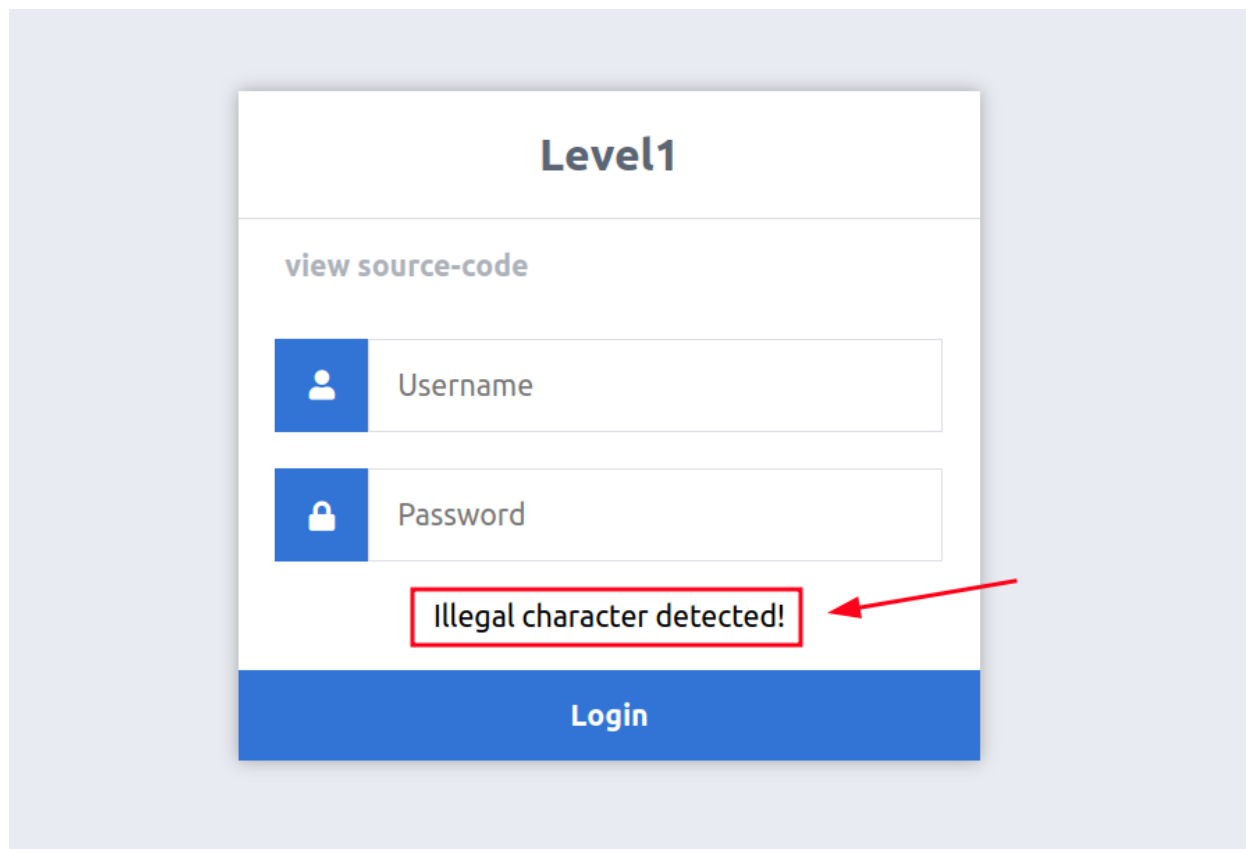 Level1
view source-code
Username
Password
Illegal character detected!
Login